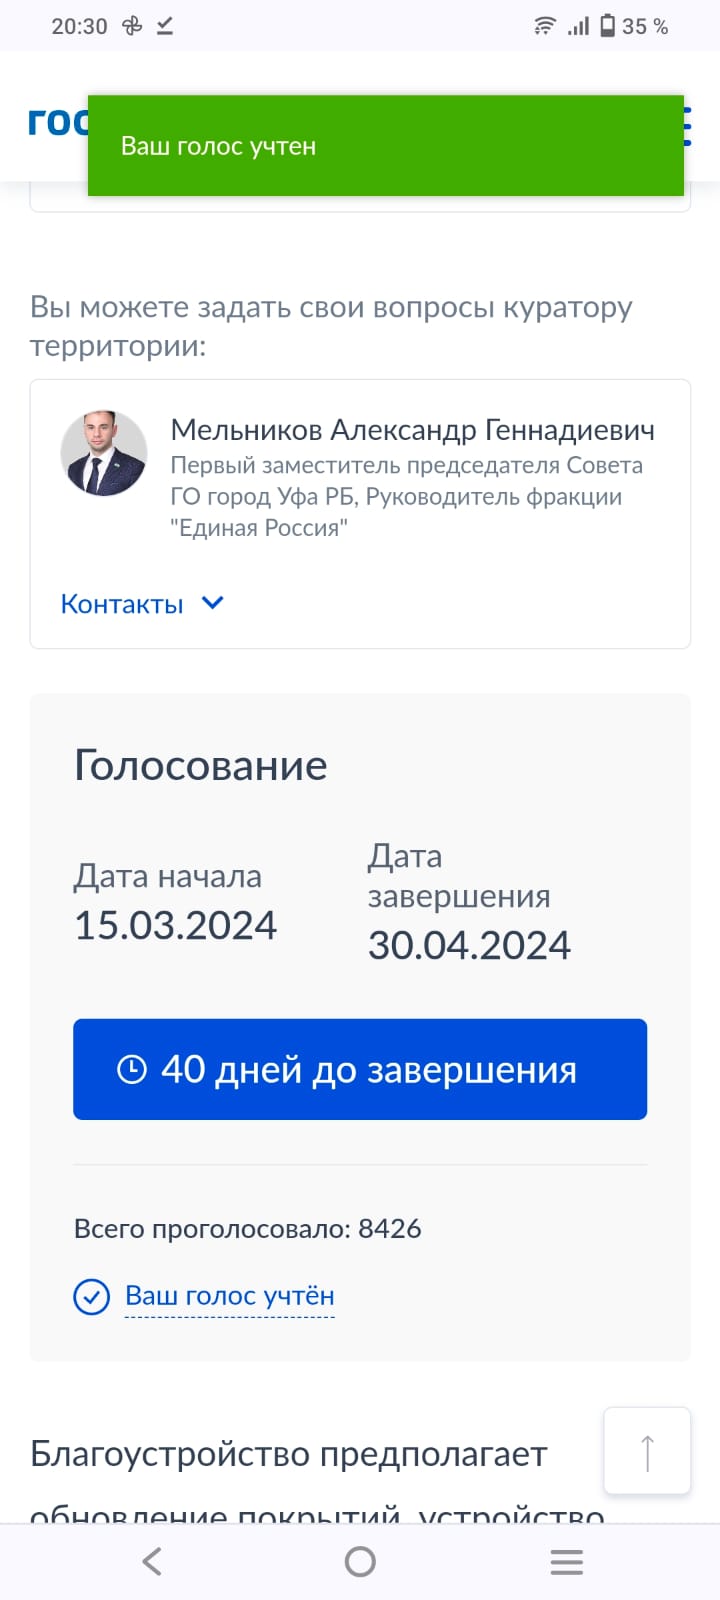 20:30 35 %
гос
Ваш голос учтен
Вы можете задать свои вопросы куратору
территории:
Мельников Александр Геннадиевич
Первый заместитель председателя Совета
ГО город Уфа РБ, Руководитель фракции
"Единая Россия"
Контакты
Голосование
Дата начала
15.03.2024
Дата
завершения
30.04.2024
40 дней до завершения
Всего проголосовало: 8426
Ваш голос учтён
Благоустройство предполагает
обновление покрытий, устройство